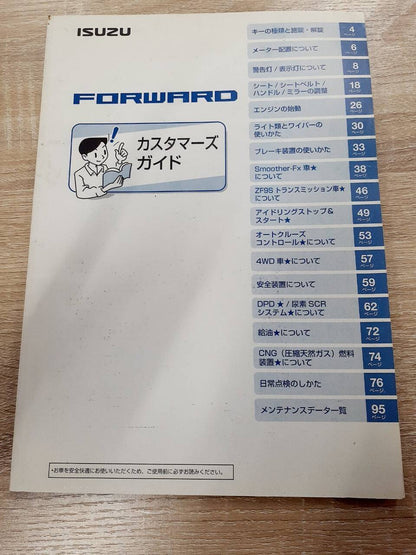 ISUZU
FORWARD
カスタマーズ
ガイド
キーの種類と施錠・解錠
4
ページ
メーター配置について
6
ページ
警告灯 / 表示灯について
8
ページ
シート / シートベルト /
ハンドル / ミラーの調整
18
ページ
エンジンの始動
26
ページ
ライト類とワイパーの
使いかた
30
ページ
ブレーキ装置の使いかた
33
ページ
Smoother-Fx 車★
について
38
ページ
ZF9S トランスミッション車★
について
46
ページ
アイドリングストップ&
スタート★
49
ページ
オートクルーズ
コントロール★について
53
ページ
4WD 車★について
57
ページ
安全装置について
59
ページ
DPD ★ / 尿素 SCR
システム★について
62
ページ
給油★について
72
ページ
CNG（圧縮天然ガス）燃料
装置★について
74
ページ
日常点検のしかた
76
ページ
メンテナンスデータ一覧
95
ページ
・お車を安全快適にお使いいただくため、ご使用前に必ずお読みください。